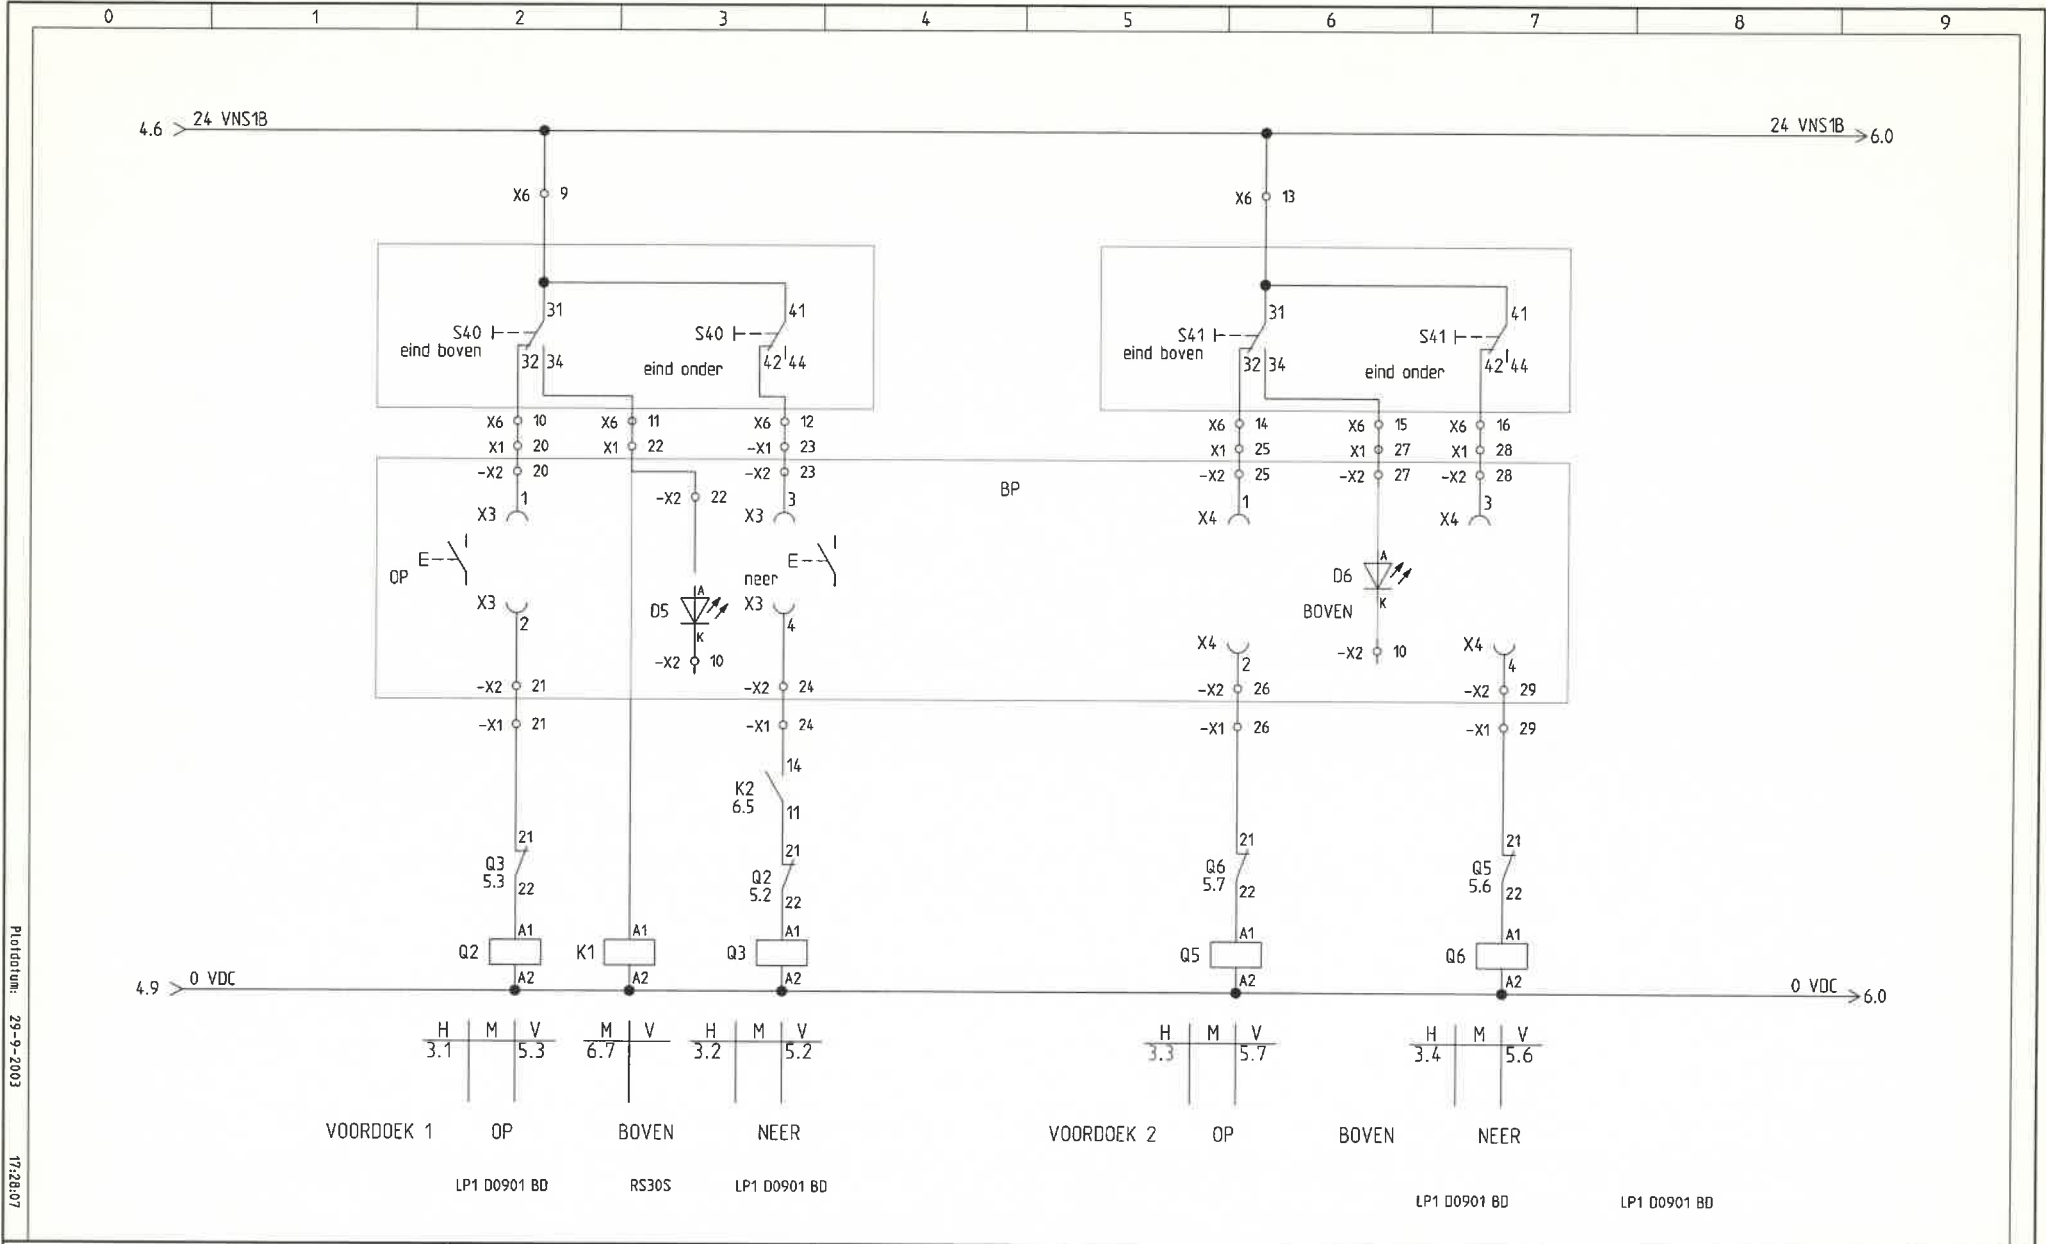 0 1 2 3 4 5 6 7 8 9
4.6 24 VNS1B 24 VNS1B 6.0
X6 9 X6 13
31 41 31 41
S40 S40 S41 S41
eind boven eind onder eind boven eind onder
32 34 42 44 32 34 42 44
X6 10 X6 11 X6 12 X6 14 X6 15 X6 16
X1 20 X1 22 -X1 23 X1 25 X1 27 X1 28
-X2 20 -X2 23 -X2 25 -X2 27 -X2 28
-X2 22 BP
1 3 1 3
X3 X3 X4 X4
E E
OP neer
A
D6
K
BOVEN
X3 A X3
D5
K
2 4
-X2 10
X4 -X2 10 X4
2 4
-X2 21 -X2 24 -X2 26 -X2 29
-X1 21 -X1 24 -X1 26 -X1 29
14
K2
6.5
11
21 21 21 21
Q3 Q2 Q6 Q5
5.3 5.2 5.7 5.6
22 22 22 22
A1 A1 A1 A1 A1
Q2 K1 Q3 Q5 Q6
A2 A2 A2 A2 A2
4.9 0 VDC 0 VDC 6.0
H M V M V H M V H M V H M V
3.1 5.3 6.7 3.2 5.2 3.3 5.7 3.4 5.6
VOORDOEK 1 OP BOVEN NEER VOORDOEK 2 OP BOVEN NEER
LP1 D0901 BD RS30S LP1 D0901 BD
LP1 D0901 BD LP1 D0901 BD
Plotdatum: 29-9-2003 17:28:07